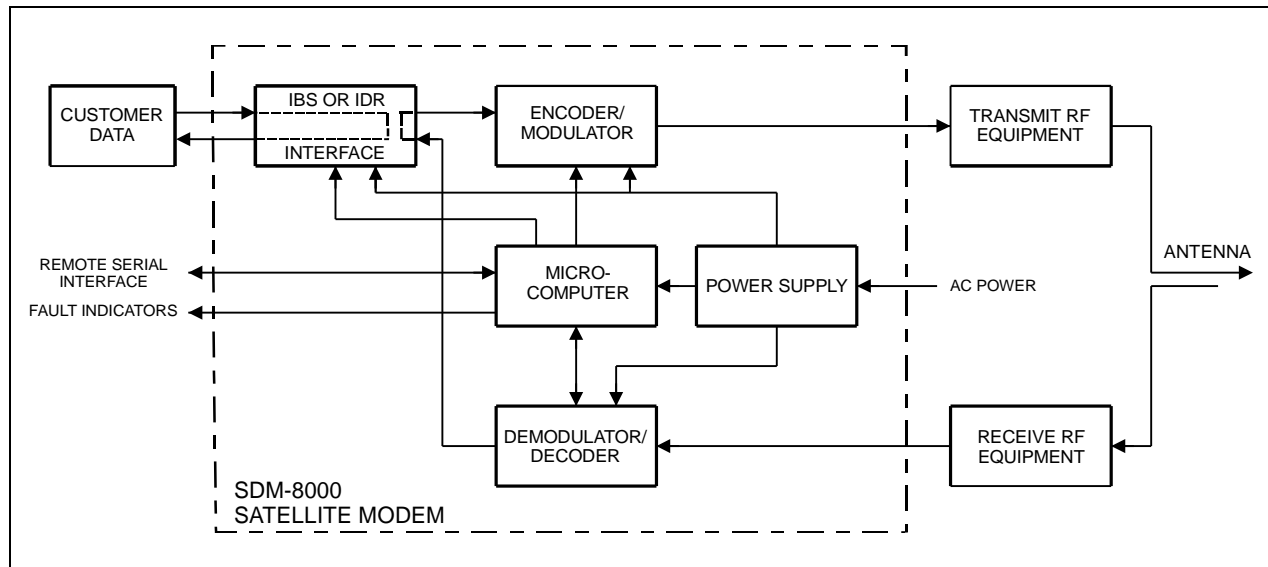 CUSTOMER
DATA
IBS OR IDR
INTERFACE
ENCODER/
MODULATOR
TRANSMIT RF
EQUIPMENT
REMOTE SERIAL
INTERFACE
FAULT INDICATORS
MICRO-
COMPUTER
POWER SUPPLY
AC POWER
ANTENNA
DEMODULATOR/
DECODER
RECEIVE RF
EQUIPMENT
SDM-8000
SATELLITE MODEM